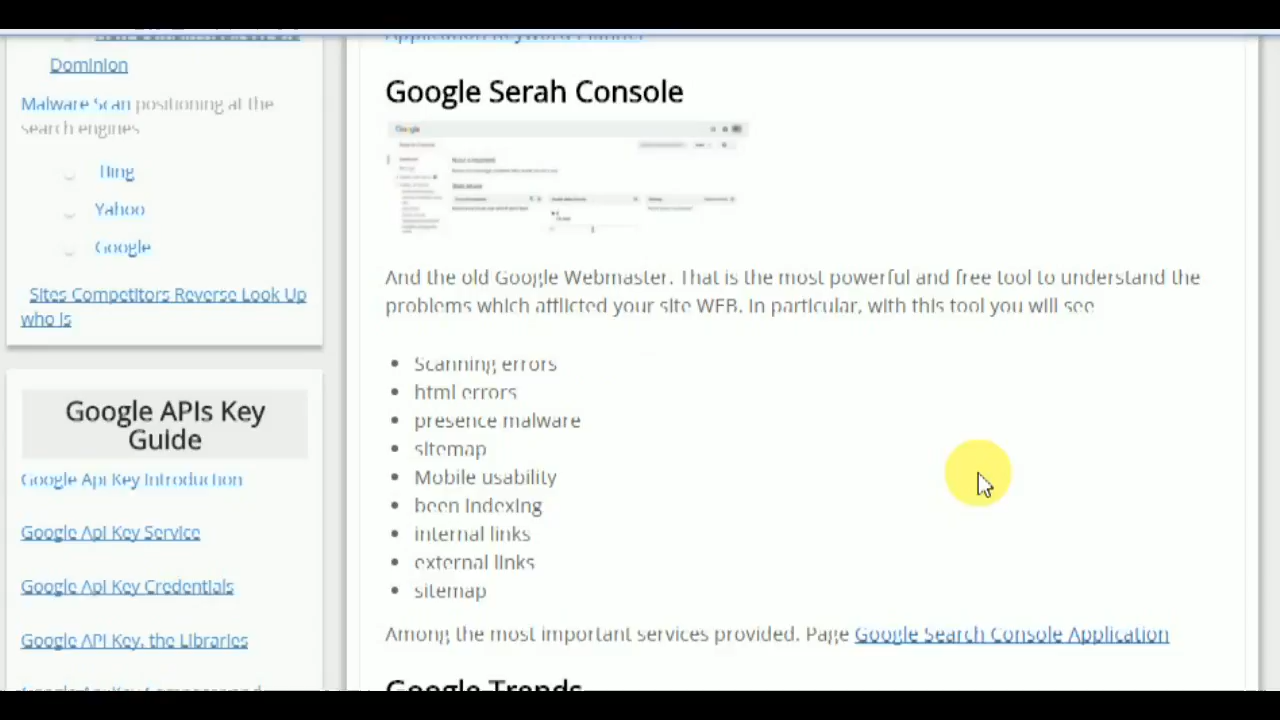 Dominion
Malware Scan positioning at the
search engines
Yahoo
Google
Sites Competitors Reverse Look Up
who is
Google APIs Key
Guide
Google Api Key Introduction
Google Api Key Service
Google Api Key Credentials
Google API Key, the Libraries
Application Keyword Planner
Google Serah Console
Google
And the old Google Webmaster. That is the most powerful and free tool to understand the
problems which afflicted your site WEB. In particular, with this tool you will see
Scanning errors
html errors
presence malware
sitemap
Mobile usability
been indexing
internal links
external links
sitemap
Among the most important services provided. Page Google Search Console Application
Google Trends